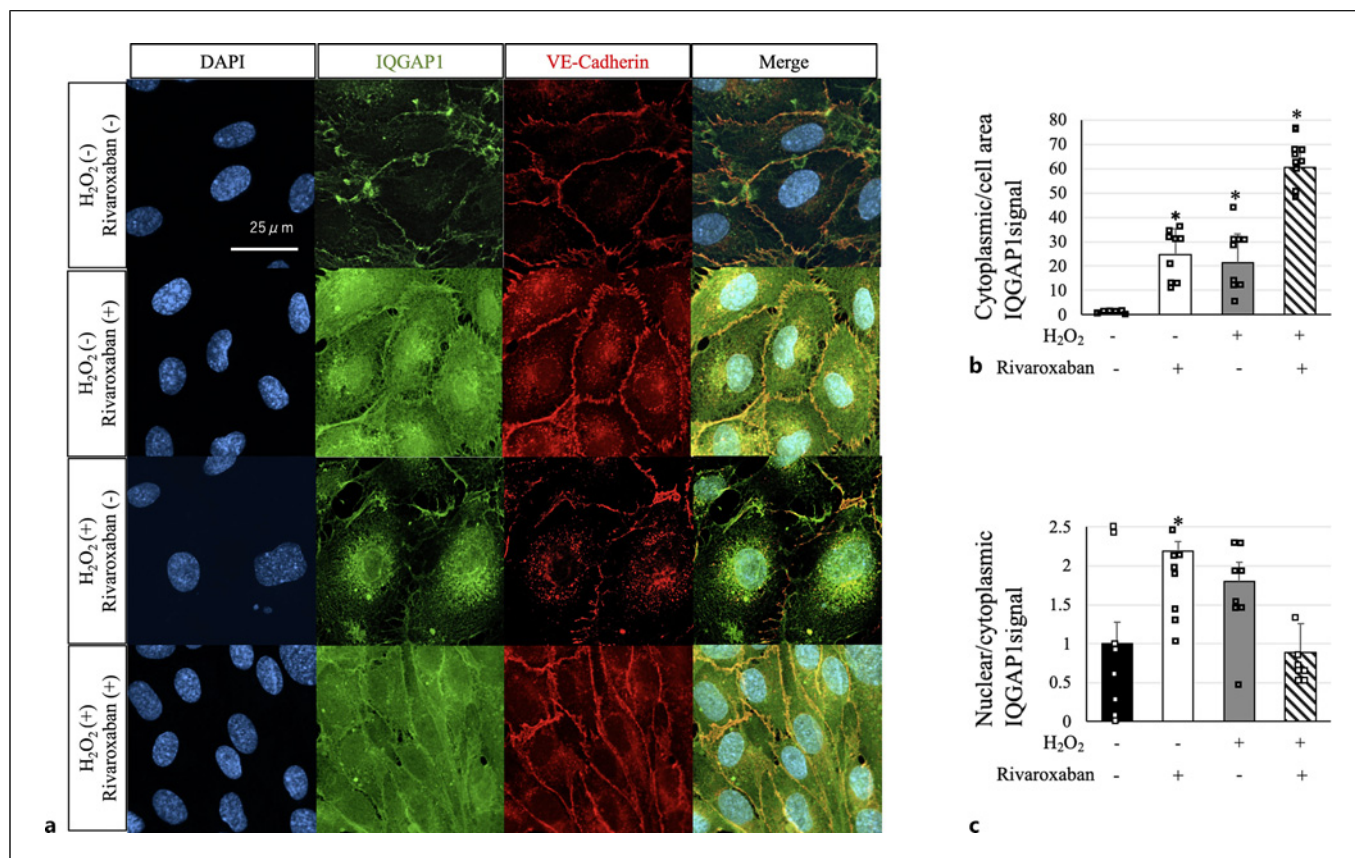 DAPI IQGAP1 VE-Cadherin Merge
H₂O₂ (-)
Rivaroxaban (-)
25 μm
H₂O₂ (-)
Rivaroxaban (+)
H₂O₂ (+)
Rivaroxaban (-)
H₂O₂ (+)
Rivaroxaban (+)
a
Cytoplasmic/cell area
IQGAP1signal
80
70
60
50
40
30
20
10
0
* * * *
H₂O₂ - - + +
Rivaroxaban - + - +
b
Nuclear/cytoplasmic
IQGAP1signal
2.5
2
1.5
1
0.5
0
*
H₂O₂ - - + +
Rivaroxaban - + - +
c